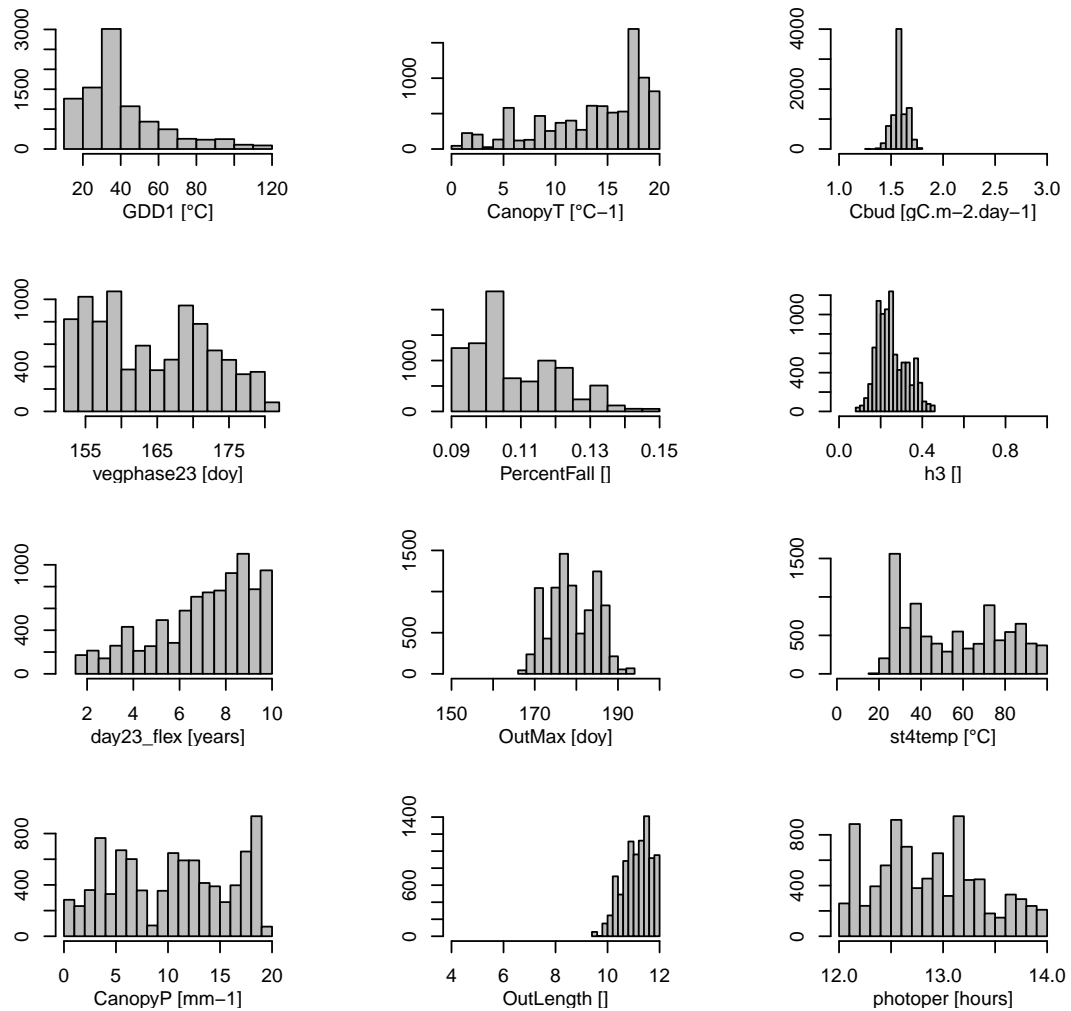 0 1500 3000
20 40 60 80 120
GDD1 [°C]
0 1000
0 5 10 15 20
CanopyT [°C−1]
0 2000 4000
1.0 1.5 2.0 2.5 3.0
Cbud [gC.m−2.day−1]
0 400 1000
155 165 175
vegphase23 [doy]
0 1000
0.09 0.11 0.13 0.15
PercentFall []
0 400 1000
0.0 0.4 0.8
h3 []
0 400 1000
2 4 6 8 10
day23_flex [years]
0 500 1500
150 170 190
OutMax [doy]
0 500 1500
0 20 40 60 80
st4temp [°C]
0 400 800
0 5 10 15 20
CanopyP [mm−1]
0 600 1400
4 6 8 10 12
OutLength []
0 400 800
12.0 13.0 14.0
photoper [hours]